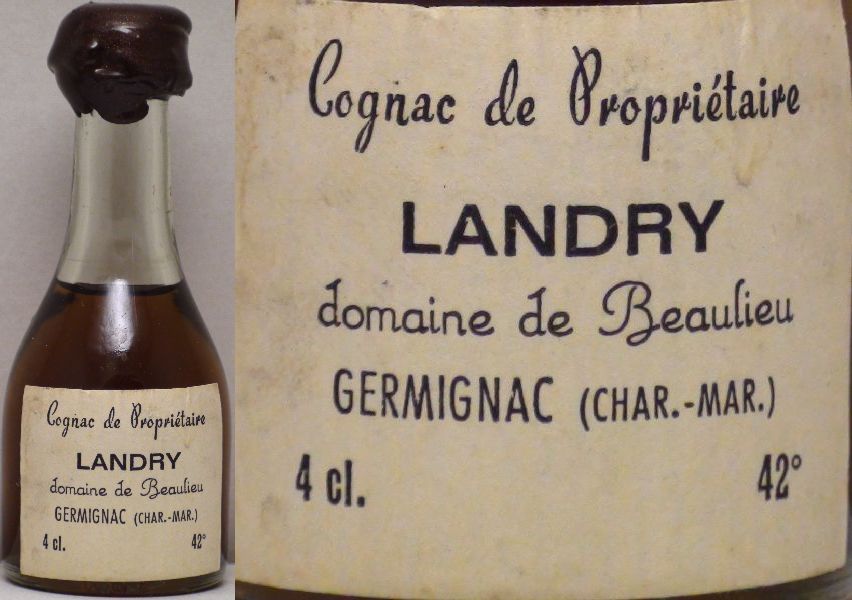 Cognac de Propriétaire
LANDRY
domaine de Beaulieu
GERMIGNAC (CHAR.-MAR.)
4 cl. 42°
Cognac de Propriétaire
LANDRY
domaine de Beaulieu
GERMIGNAC (CHAR.-MAR.)
4 cl. 42°